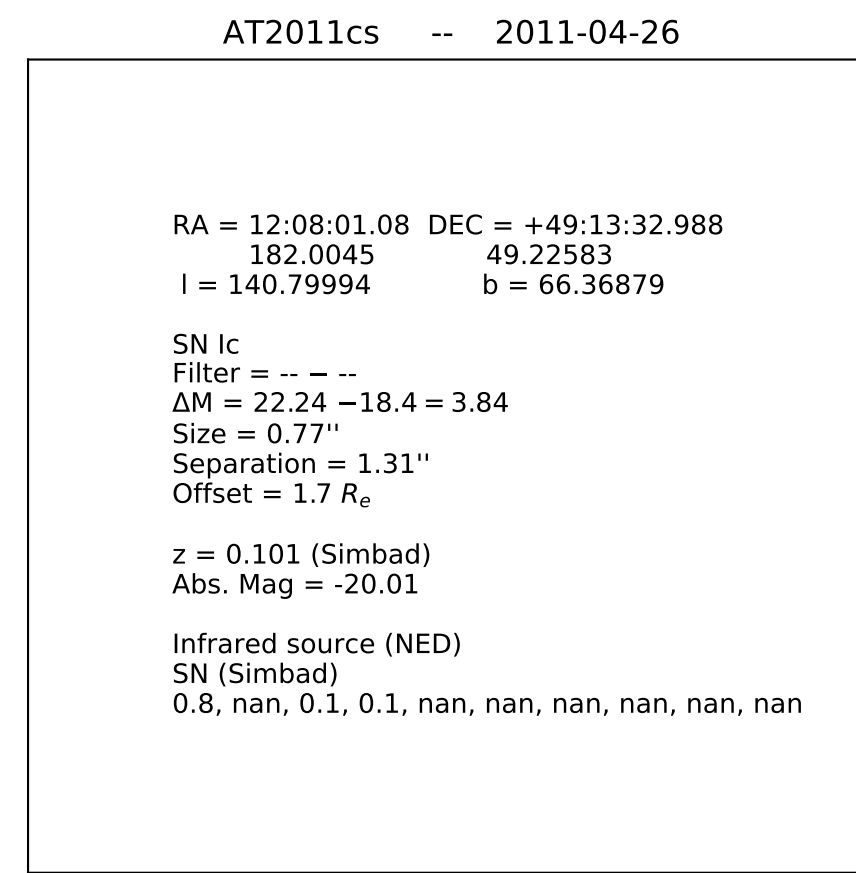 AT2011cs -- 2011-04-26
RA = 12:08:01.08 DEC = +49:13:32.988
182.0045 49.22583
l = 140.79994 b = 66.36879
SN Ic
Filter = -- − --
ΔM = 22.24 −18.4 = 3.84
Size = 0.77''
Separation = 1.31''
Offset = 1.7 Re
z = 0.101 (Simbad)
Abs. Mag = -20.01
Infrared source (NED)
SN (Simbad)
0.8, nan, 0.1, 0.1, nan, nan, nan, nan, nan, nan